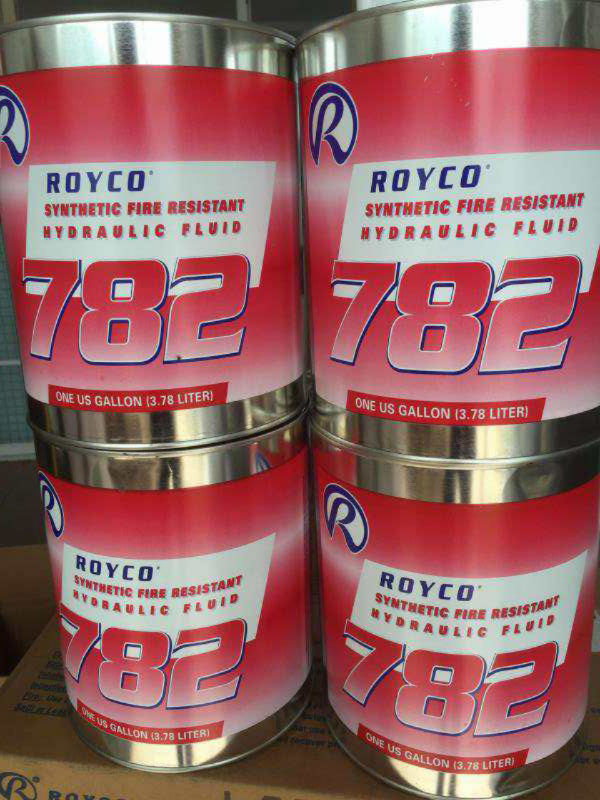 R
ROYCO
SYNTHETIC FIRE RESISTANT
HYDRAULIC FLUID
782
ONE US GALLON (3.78 LITER)
R
ROYCO
SYNTHETIC FIRE RESISTANT
HYDRAULIC FLUID
782
ONE US GALLON (3.78 LITER)
R
ROYCO
SYNTHETIC FIRE RESISTANT
HYDRAULIC FLUID
782
ONE US GALLON (3.78 LITER)
R
ROYCO
SYNTHETIC FIRE RESISTANT
HYDRAULIC FLUID
782
ONE US GALLON (3.78 LITER)
R